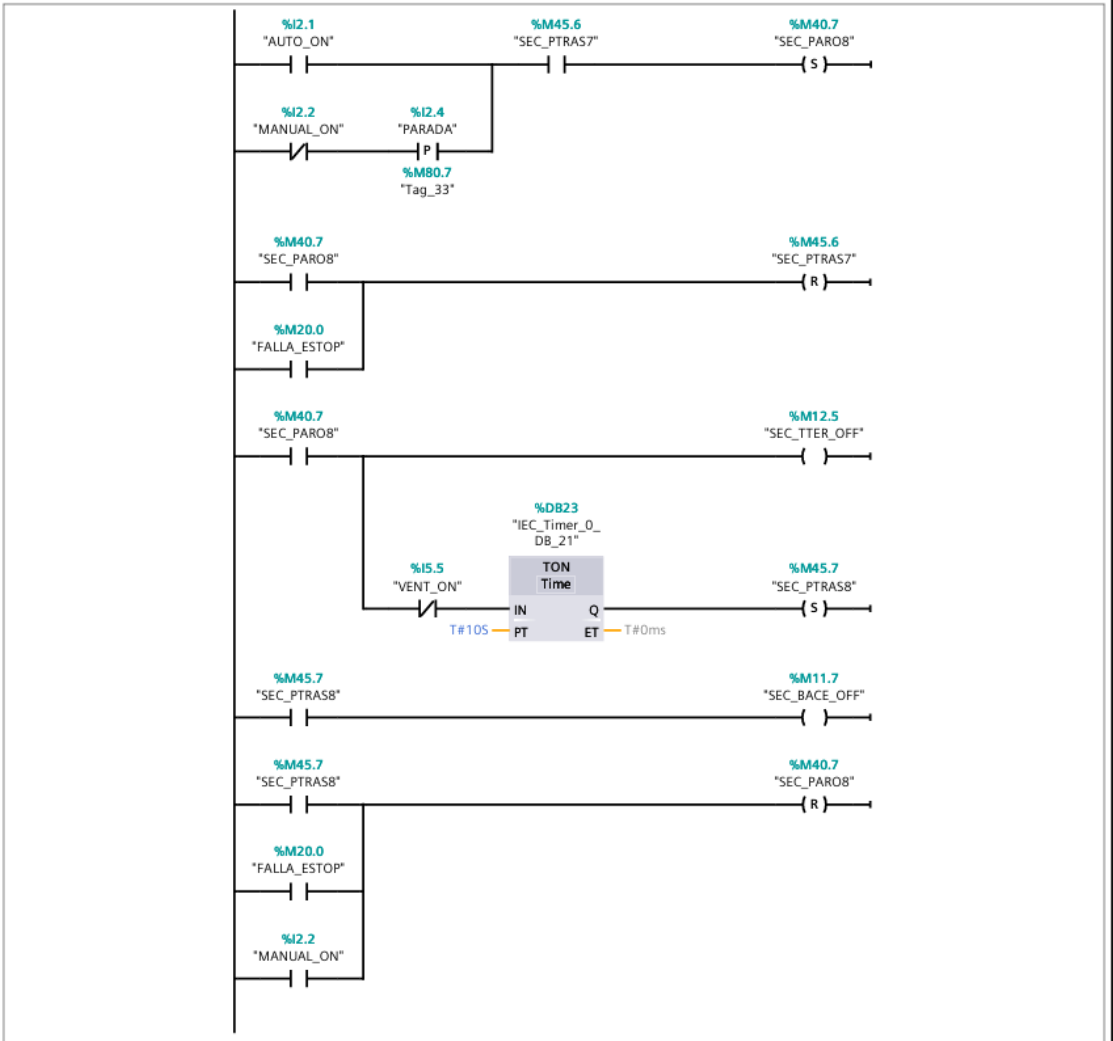 %I2.1
"AUTO_ON"
%M45.6
"SEC_PTRAS7"
%M40.7
"SEC_PARO8"
S
%I2.2
"MANUAL_ON"
%I2.4
"PARADA"
P
%M80.7
"Tag_33"
%M40.7
"SEC_PARO8"
%M45.6
"SEC_PTRAS7"
R
%M20.0
"FALLA_ESTOP"
%M40.7
"SEC_PARO8"
%M12.5
"SEC_TTER_OFF"
%DB23
"IEC_Timer_0_
DB_21"
TON
Time
%I5.5
"VENT_ON"
IN
Q
%M45.7
"SEC_PTRAS8"
S
T#10S
PT
ET
T#0ms
%M45.7
"SEC_PTRAS8"
%M11.7
"SEC_BACE_OFF"
%M45.7
"SEC_PTRAS8"
%M40.7
"SEC_PARO8"
R
%M20.0
"FALLA_ESTOP"
%I2.2
"MANUAL_ON"